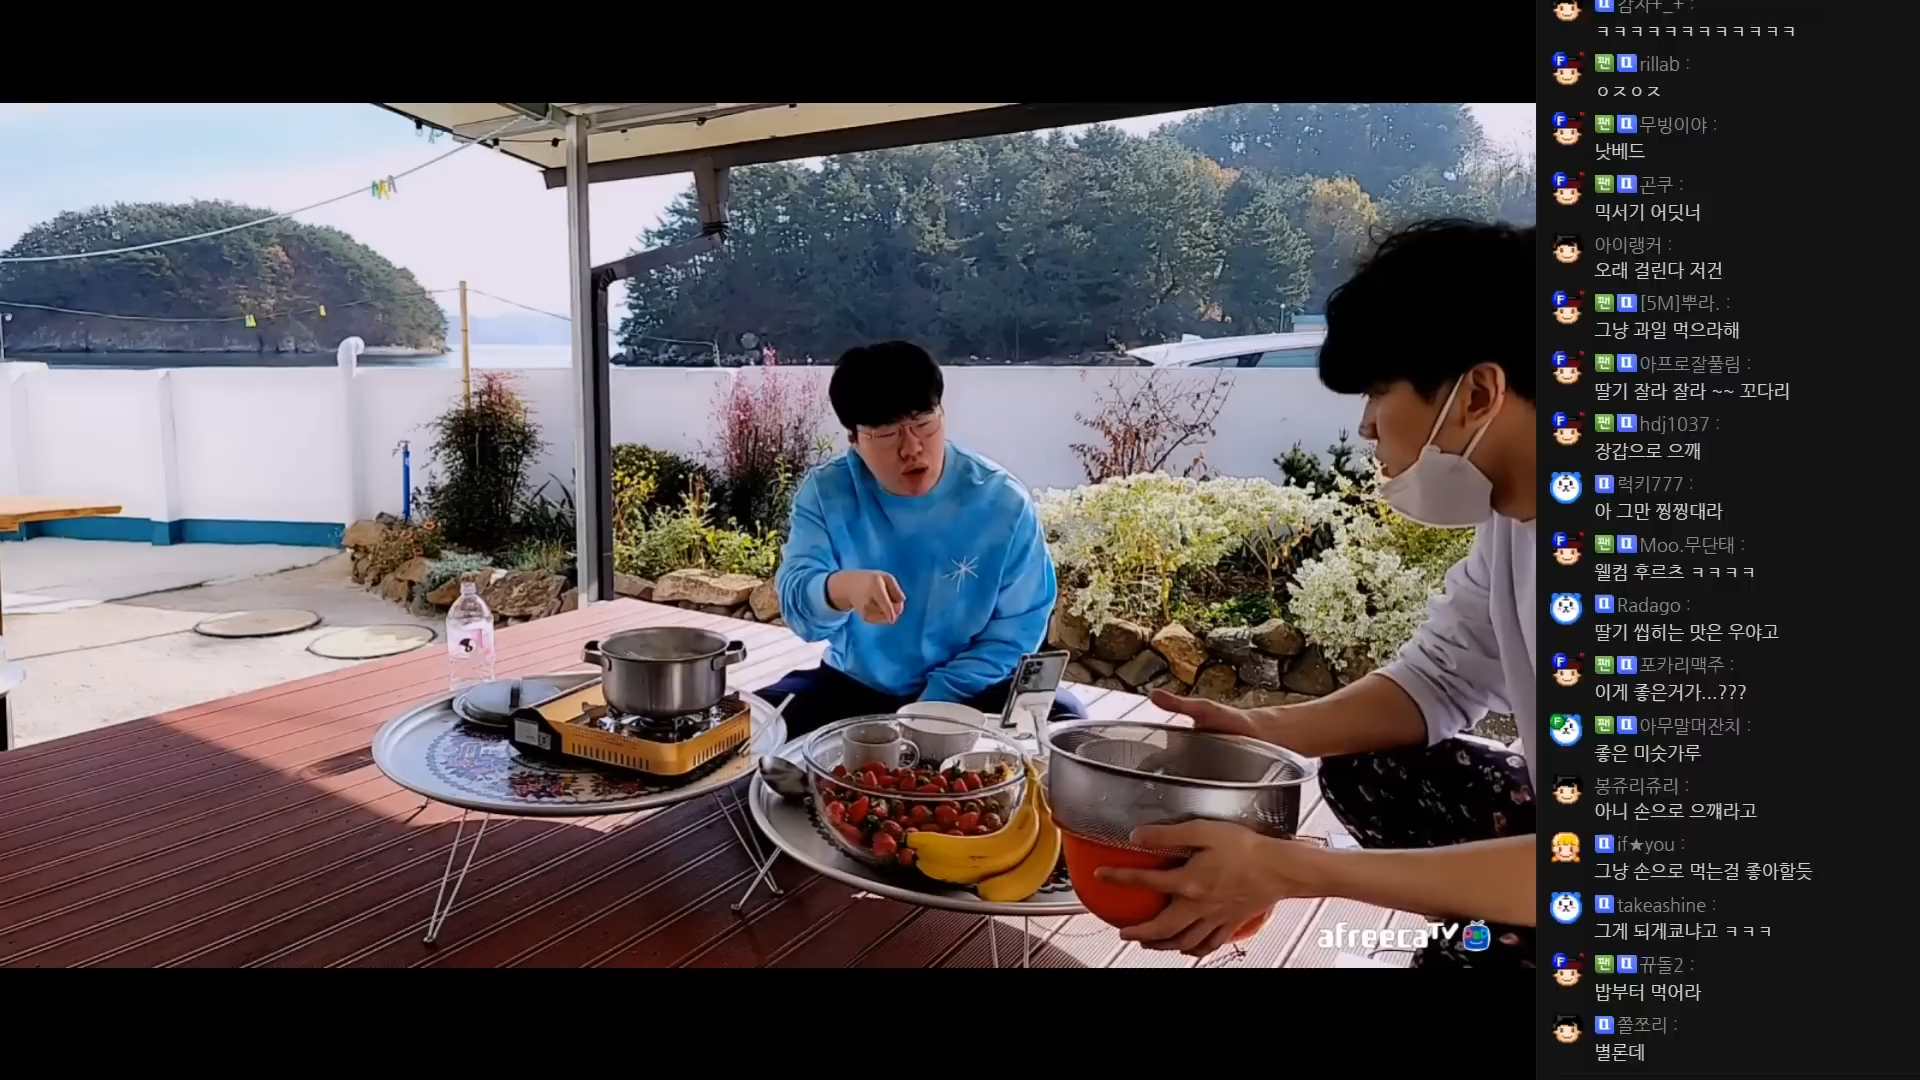 감자+_+ :
ㅋㅋㅋㅋㅋㅋㅋㅋㅋㅋㅋㅋ
팬 rillab :
ㅇㅈㅇㅈ
팬 무빙이야 :
낫베드
팬 곤쿠 :
믹서기 어딧너
아이랭커 :
오래 걸린다 저건
팬 [5M]뿌라. :
그냥 과일 먹으라해
팬 아프로잘풀림 :
딸기 잘라 잘라 ~~ 꼬다리
팬 hdj1037 :
장갑으로 으깨
럭키777 :
아 그만 찡찡대라
팬 Moo.무단태 :
웰컴 후르츠 ㅋㅋㅋㅋ
Radago :
딸기 씹히는 맛은 우야고
팬 포카리맥주 :
이게 좋은거가...???
팬 아무말머잔치 :
좋은 미숫가루
봉쥬리쥬리 :
아니 손으로 으깨라고
if★you :
그냥 손으로 먹는걸 좋아할듯
takeashine :
그게 되게쿄냐고 ㅋㅋㅋ
팬 뀨돌2 :
밥부터 먹어라
쫄쪼리 :
별론데
afreecaTV